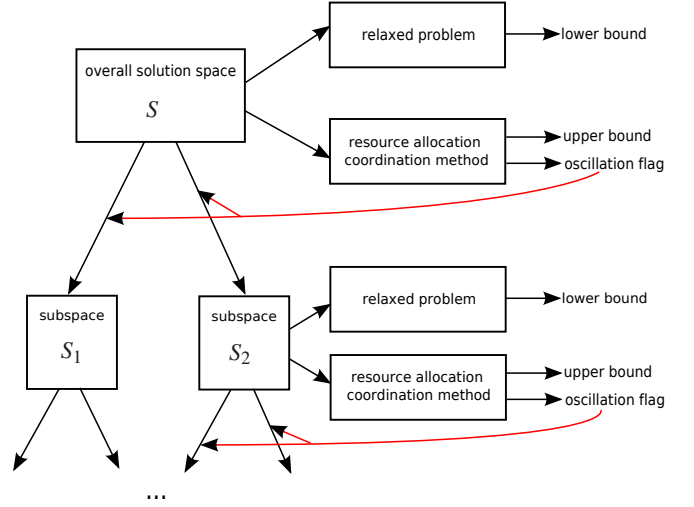 relaxed problem
lower bound
overall solution space
S
resource allocation
coordination method
upper bound
oscillation flag
subspace
S1
subspace
S2
relaxed problem
lower bound
resource allocation
coordination method
upper bound
oscillation flag
...